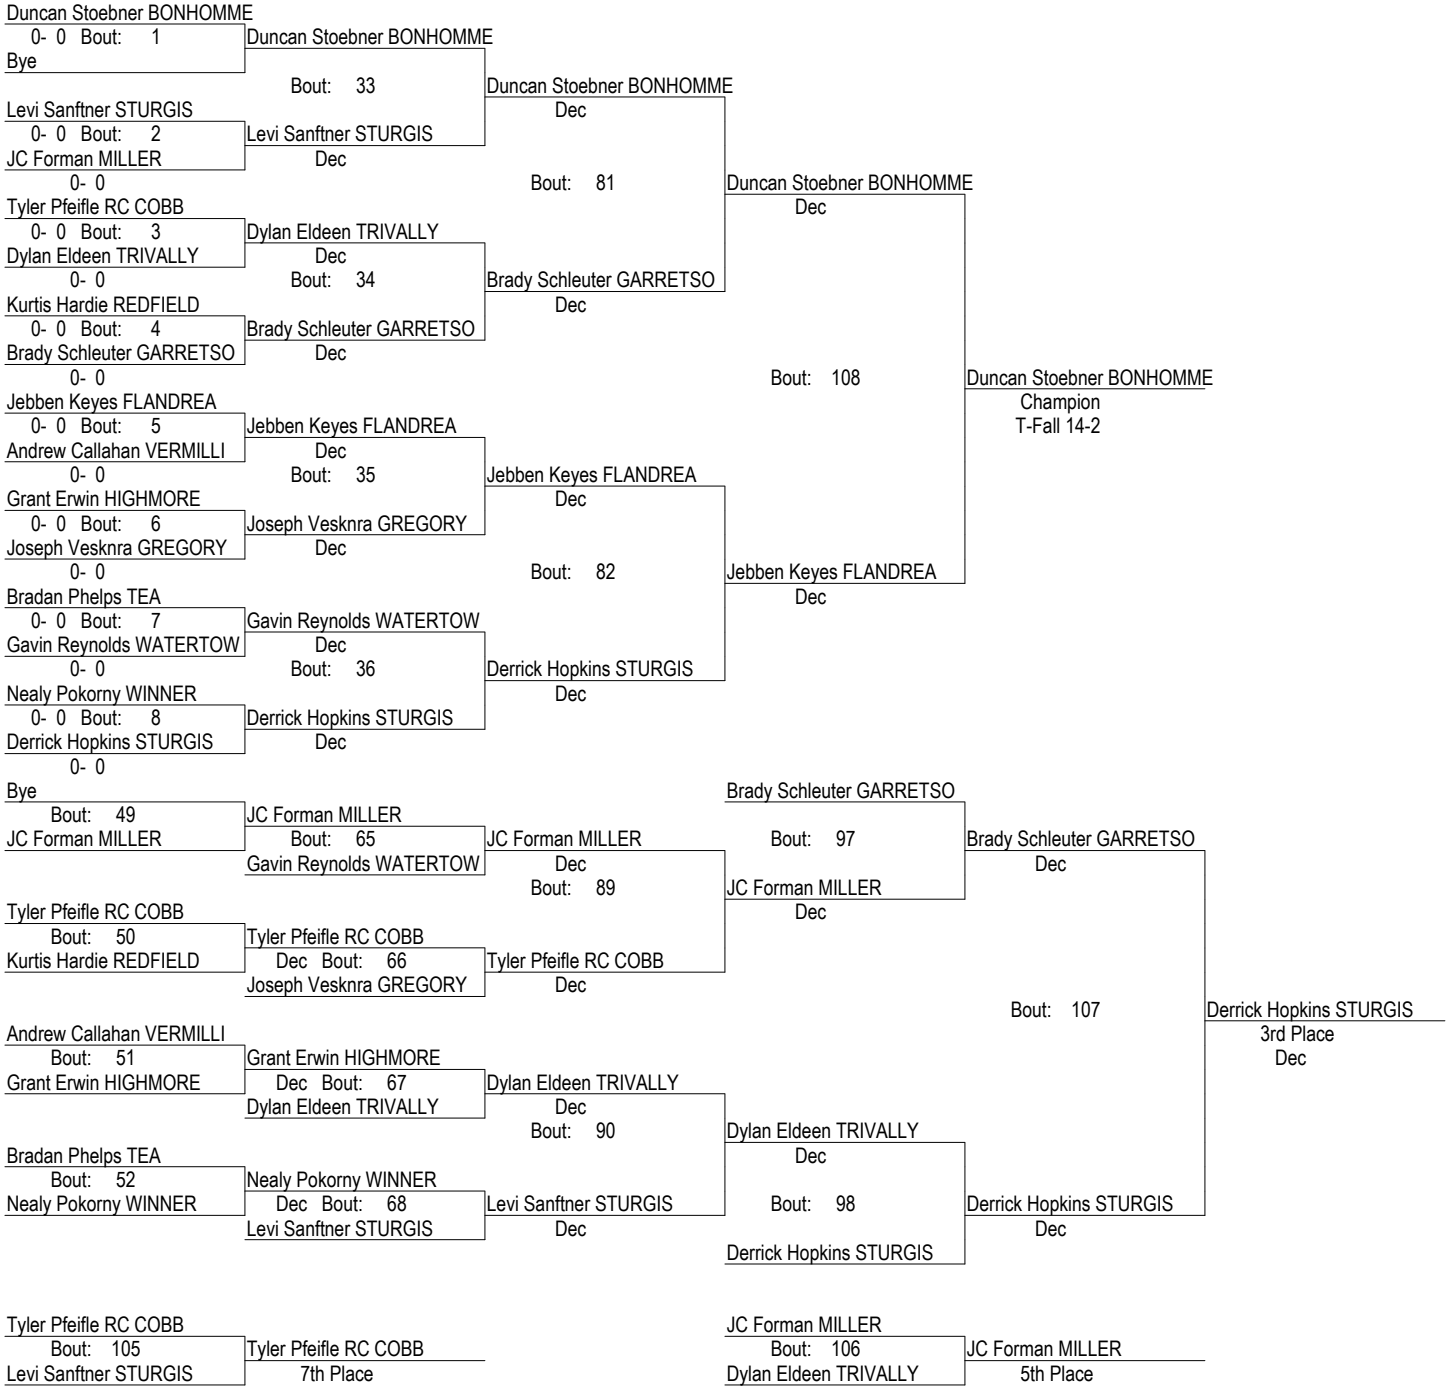 Duncan Stoebner BONHOMME
0- 0 Bout: 1 Duncan Stoebner BONHOMME
Bye
Bout: 33 Duncan Stoebner BONHOMME
Levi Sanftner STURGIS Dec
0- 0 Bout: 2 Levi Sanftner STURGIS
JC Forman MILLER Dec
0- 0 Bout: 81 Duncan Stoebner BONHOMME
Tyler Pfeifle RC COBB Dec
0- 0 Bout: 3 Dylan Eldeen TRIVALLY
Dylan Eldeen TRIVALLY Dec
0- 0 Bout: 34 Brady Schleuter GARRETSO
Kurtis Hardie REDFIELD Dec
0- 0 Bout: 4 Brady Schleuter GARRETSO
Brady Schleuter GARRETSO Dec
0- 0 Bout: 108 Duncan Stoebner BONHOMME
Jebben Keyes FLANDREA Champion
0- 0 Bout: 5 Jebben Keyes FLANDREA T-Fall 14-2
Andrew Callahan VERMILLI Dec
0- 0 Bout: 35 Jebben Keyes FLANDREA
Grant Erwin HIGHMORE Dec
0- 0 Bout: 6 Joseph Vesknra GREGORY
Joseph Vesknra GREGORY Dec
0- 0 Bout: 82 Jebben Keyes FLANDREA
Bradan Phelps TEA Dec
0- 0 Bout: 7 Gavin Reynolds WATERTOW
Gavin Reynolds WATERTOW Dec
0- 0 Bout: 36 Derrick Hopkins STURGIS
Nealy Pokorny WINNER Dec
0- 0 Bout: 8 Derrick Hopkins STURGIS
Derrick Hopkins STURGIS Dec
0- 0
Bye Brady Schleuter GARRETSO
Bout: 49 JC Forman MILLER
JC Forman MILLER Bout: 65 JC Forman MILLER Bout: 97 Brady Schleuter GARRETSO
Gavin Reynolds WATERTOW Dec Dec
Bout: 89 JC Forman MILLER
Tyler Pfeifle RC COBB Dec
Bout: 50 Tyler Pfeifle RC COBB
Kurtis Hardie REDFIELD Dec Bout: 66 Tyler Pfeifle RC COBB
Joseph Vesknra GREGORY Dec
Bout: 107 Derrick Hopkins STURGIS
Andrew Callahan VERMILLI 3rd Place
Bout: 51 Grant Erwin HIGHMORE Dec
Grant Erwin HIGHMORE Dec Bout: 67 Dylan Eldeen TRIVALLY
Dylan Eldeen TRIVALLY Dec
Bout: 90 Dylan Eldeen TRIVALLY
Bradan Phelps TEA Dec
Bout: 52 Nealy Pokorny WINNER
Nealy Pokorny WINNER Dec Bout: 68 Levi Sanftner STURGIS Bout: 98 Derrick Hopkins STURGIS
Levi Sanftner STURGIS Dec Dec
Derrick Hopkins STURGIS
Tyler Pfeifle RC COBB JC Forman MILLER
Bout: 105 Tyler Pfeifle RC COBB Bout: 106 JC Forman MILLER
Levi Sanftner STURGIS 7th Place Dylan Eldeen TRIVALLY 5th Place